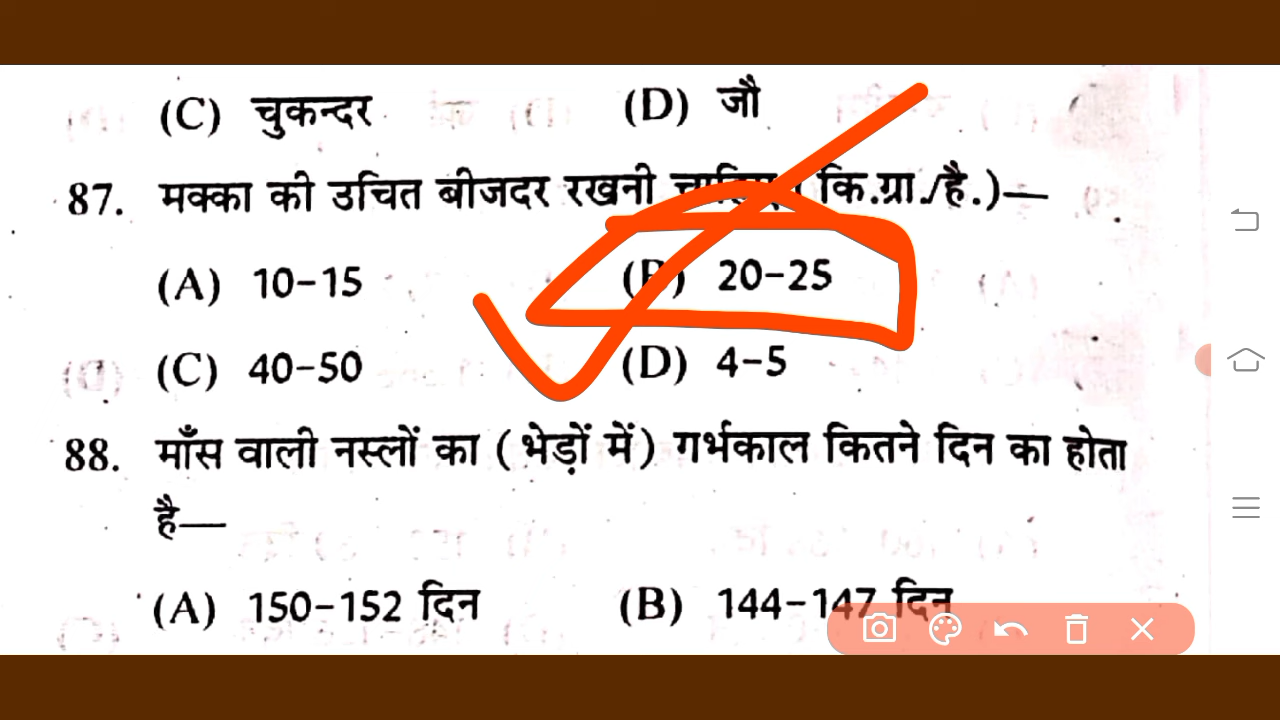 (C) चुकन्दर (D) जौ
87. मक्का की उचित बीजदर रखनी चाहिए (कि.ग्रा./है.)—
(A) 10-15 (B) 20-25
(C) 40-50 (D) 4-5
88. माँस वाली नस्लों का (भेड़ों में) गर्भकाल कितने दिन का होता
है—
(A) 150-152 दिन (B) 144-147 दिन